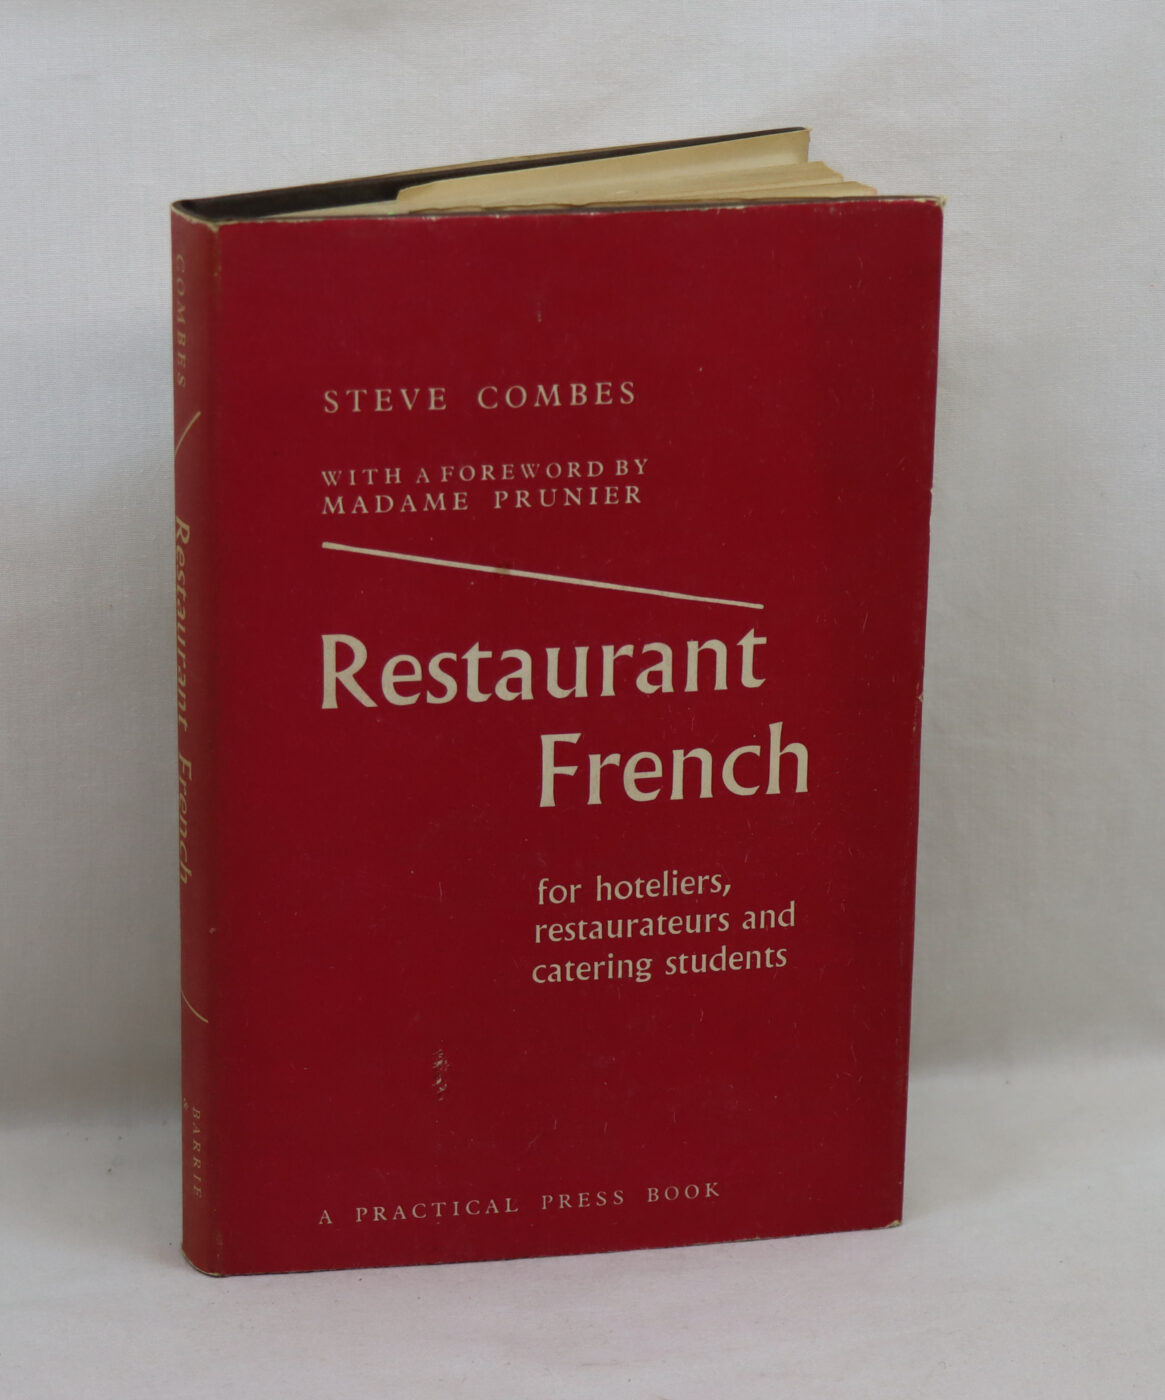 COMBES
Restaurant French
BARRIE
&
STEVE COMBES
WITH A FOREWORD BY
MADAME PRUNIER
Restaurant
French
for hoteliers,
restaurateurs and
catering students
A PRACTICAL PRESS BOOK